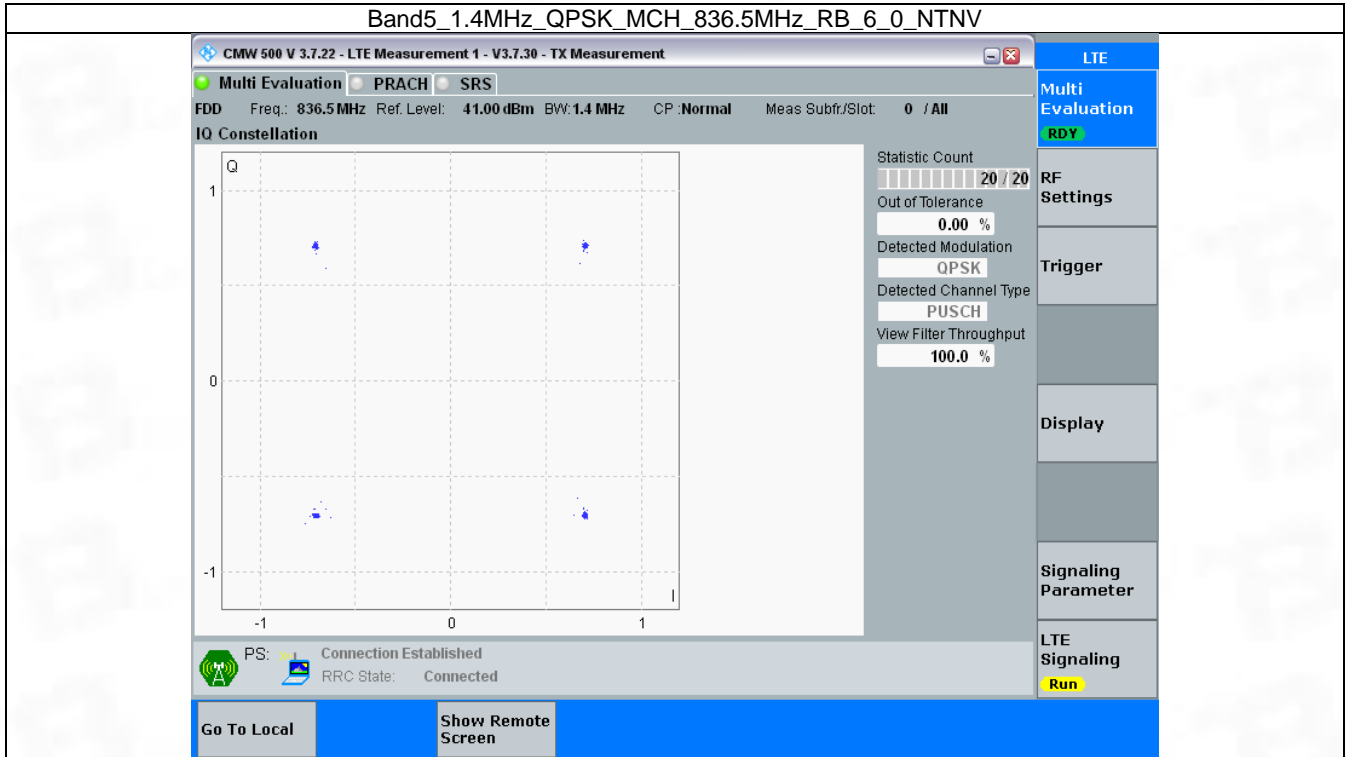 Band5_1.4MHz_QPSK_MCH_836.5MHz_RB_6_0_NTNV
CMW 500 V 3.7.22 - LTE Measurement 1 - V3.7.30 - TX Measurement
LTE
Multi Evaluation PRACH SRS
Multi
Evaluation
RDY
FDD Freq.: 836.5 MHz Ref. Level: 41.00 dBm BW: 1.4 MHz CP :Normal Meas Subfr./Slot: 0 / All
IQ Constellation
Q
1
0
-1
I
-1 0 1
Statistic Count
20 / 20
Out of Tolerance
0.00 %
Detected Modulation
QPSK
Detected Channel Type
PUSCH
View Filter Throughput
100.0 %
RF
Settings
Trigger
Display
Signaling
Parameter
LTE
Signaling
Run
PS: Connection Established
RRC State: Connected
Go To Local
Show Remote
Screen